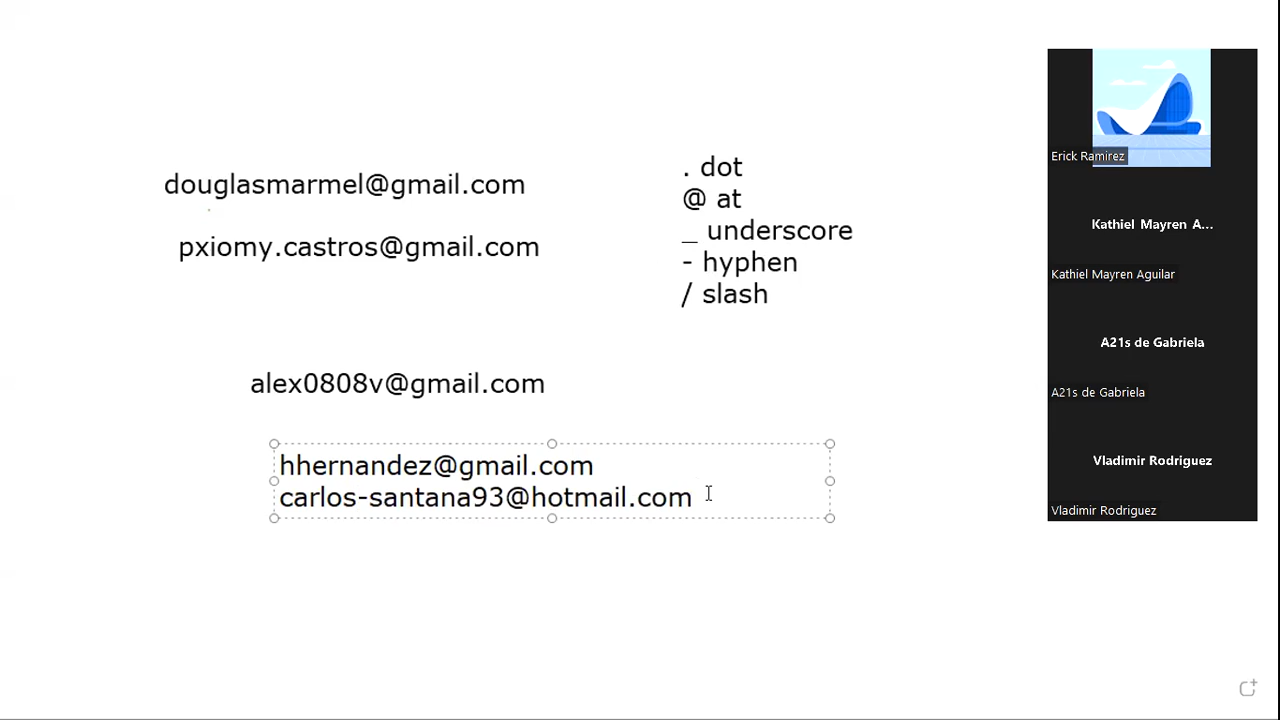 douglasmarmel@gmail.com
pxiomy.castros@gmail.com
. dot
@ at
_ underscore
- hyphen
/ slash
alex0808v@gmail.com
hhernandez@gmail.com
carlos-santana93@hotmail.com
Erick Ramirez
Kathiel Mayren A...
Kathiel Mayren Aguilar
A21s de Gabriela
A21s de Gabriela
Vladimir Rodriguez
Vladimir Rodriguez